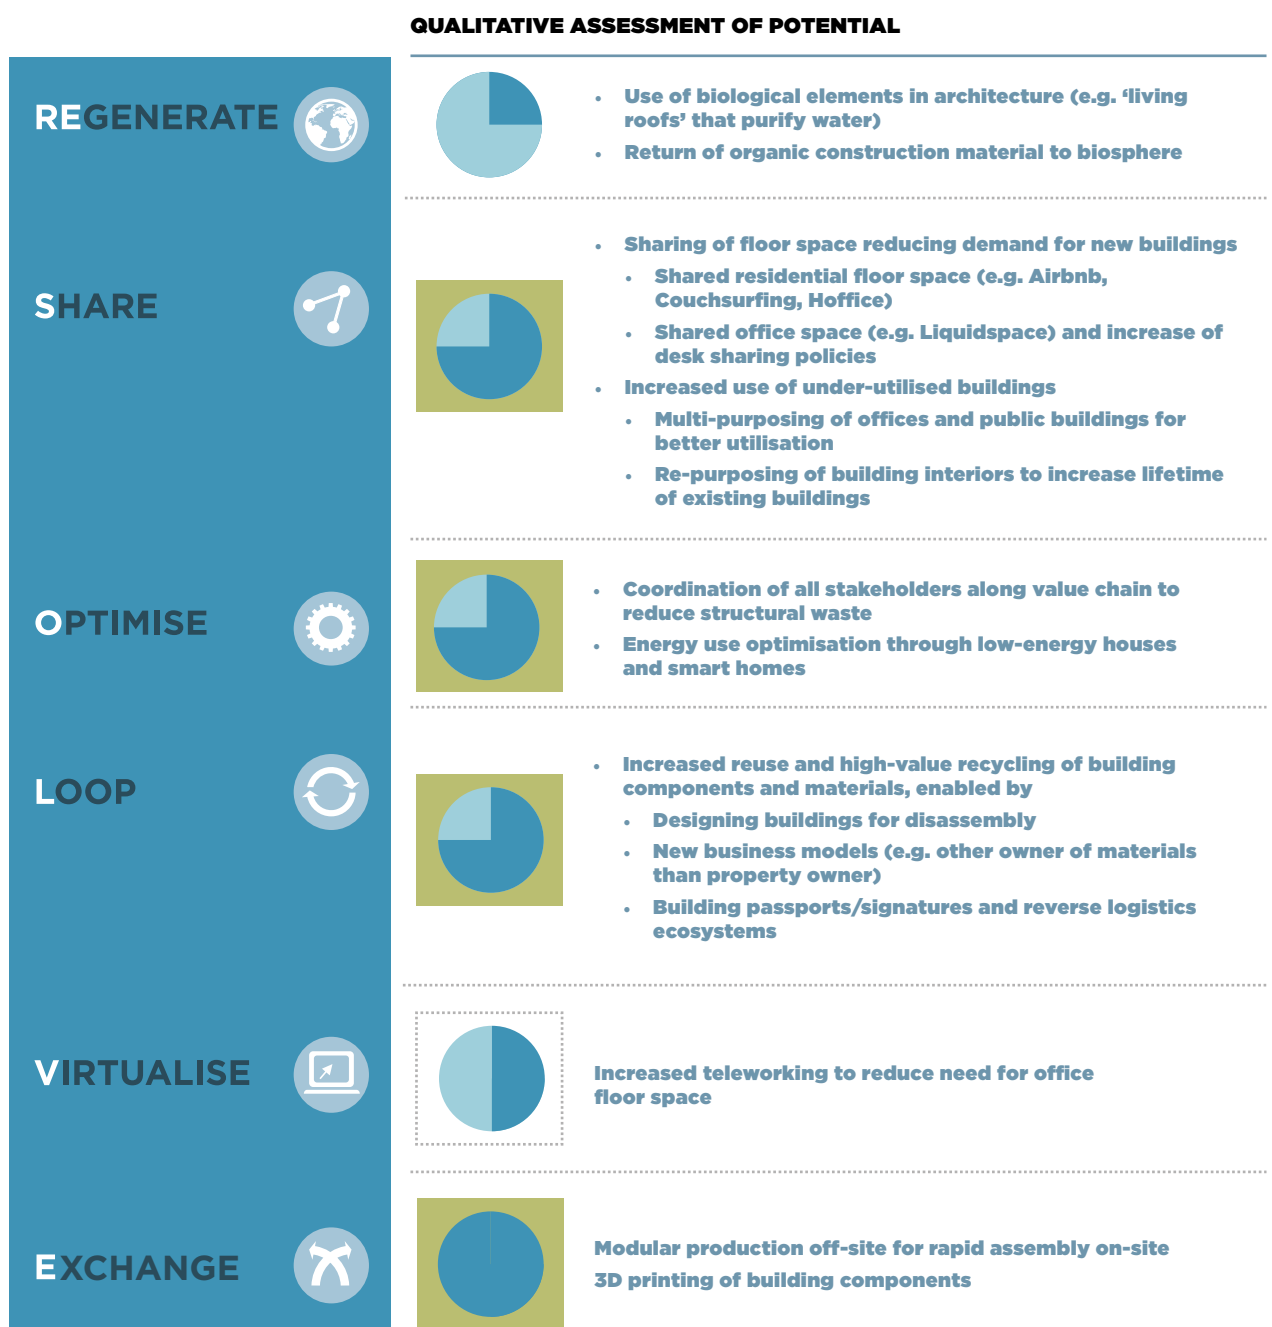 QUALITATIVE ASSESSMENT OF POTENTIAL
REGENERATE
• Use of biological elements in architecture (e.g. ‘living
roofs’ that purify water)
• Return of organic construction material to biosphere
SHARE
• Sharing of floor space reducing demand for new buildings
• Shared residential floor space (e.g. Airbnb,
Couchsurfing, Hoffice)
• Shared office space (e.g. Liquidspace) and increase of
desk sharing policies
• Increased use of under-utilised buildings
• Multi-purposing of offices and public buildings for
better utilisation
• Re-purposing of building interiors to increase lifetime
of existing buildings
OPTIMISE
• Coordination of all stakeholders along value chain to
reduce structural waste
• Energy use optimisation through low-energy houses
and smart homes
LOOP
• Increased reuse and high-value recycling of building
components and materials, enabled by
• Designing buildings for disassembly
• New business models (e.g. other owner of materials
than property owner)
• Building passports/signatures and reverse logistics
ecosystems
VIRTUALISE
Increased teleworking to reduce need for office
floor space
EXCHANGE
Modular production off-site for rapid assembly on-site
3D printing of building components